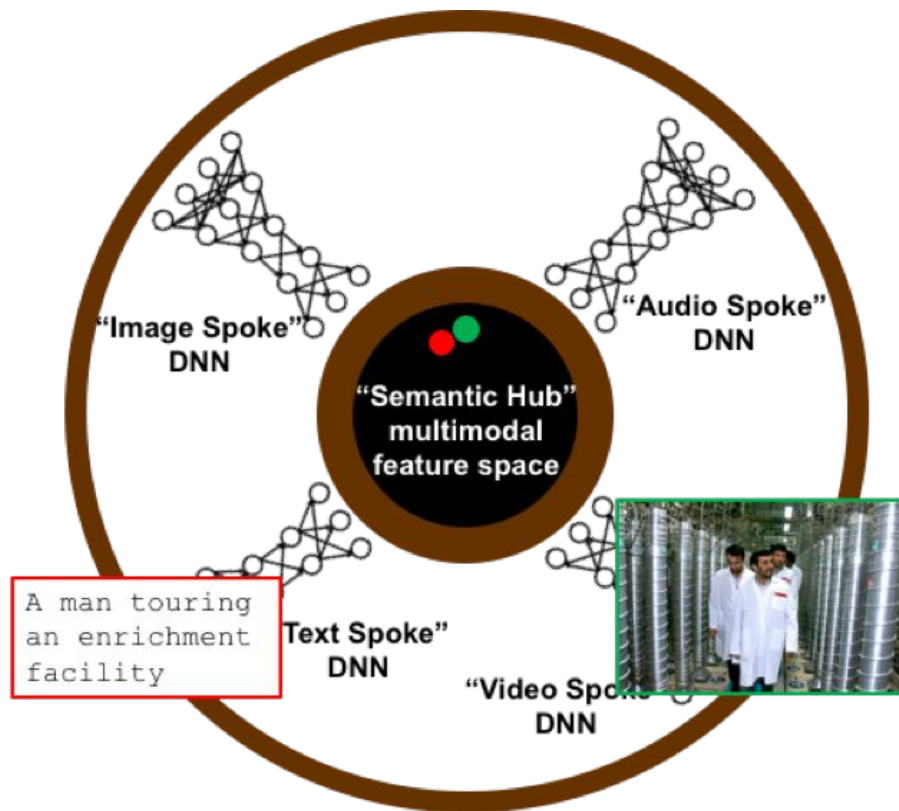 “Image Spoke”
DNN
“Audio Spoke”
DNN
“Semantic Hub”
multimodal
feature space
A man touring
an enrichment
facility
Text Spoke”
DNN
“Video Spoke
DNN